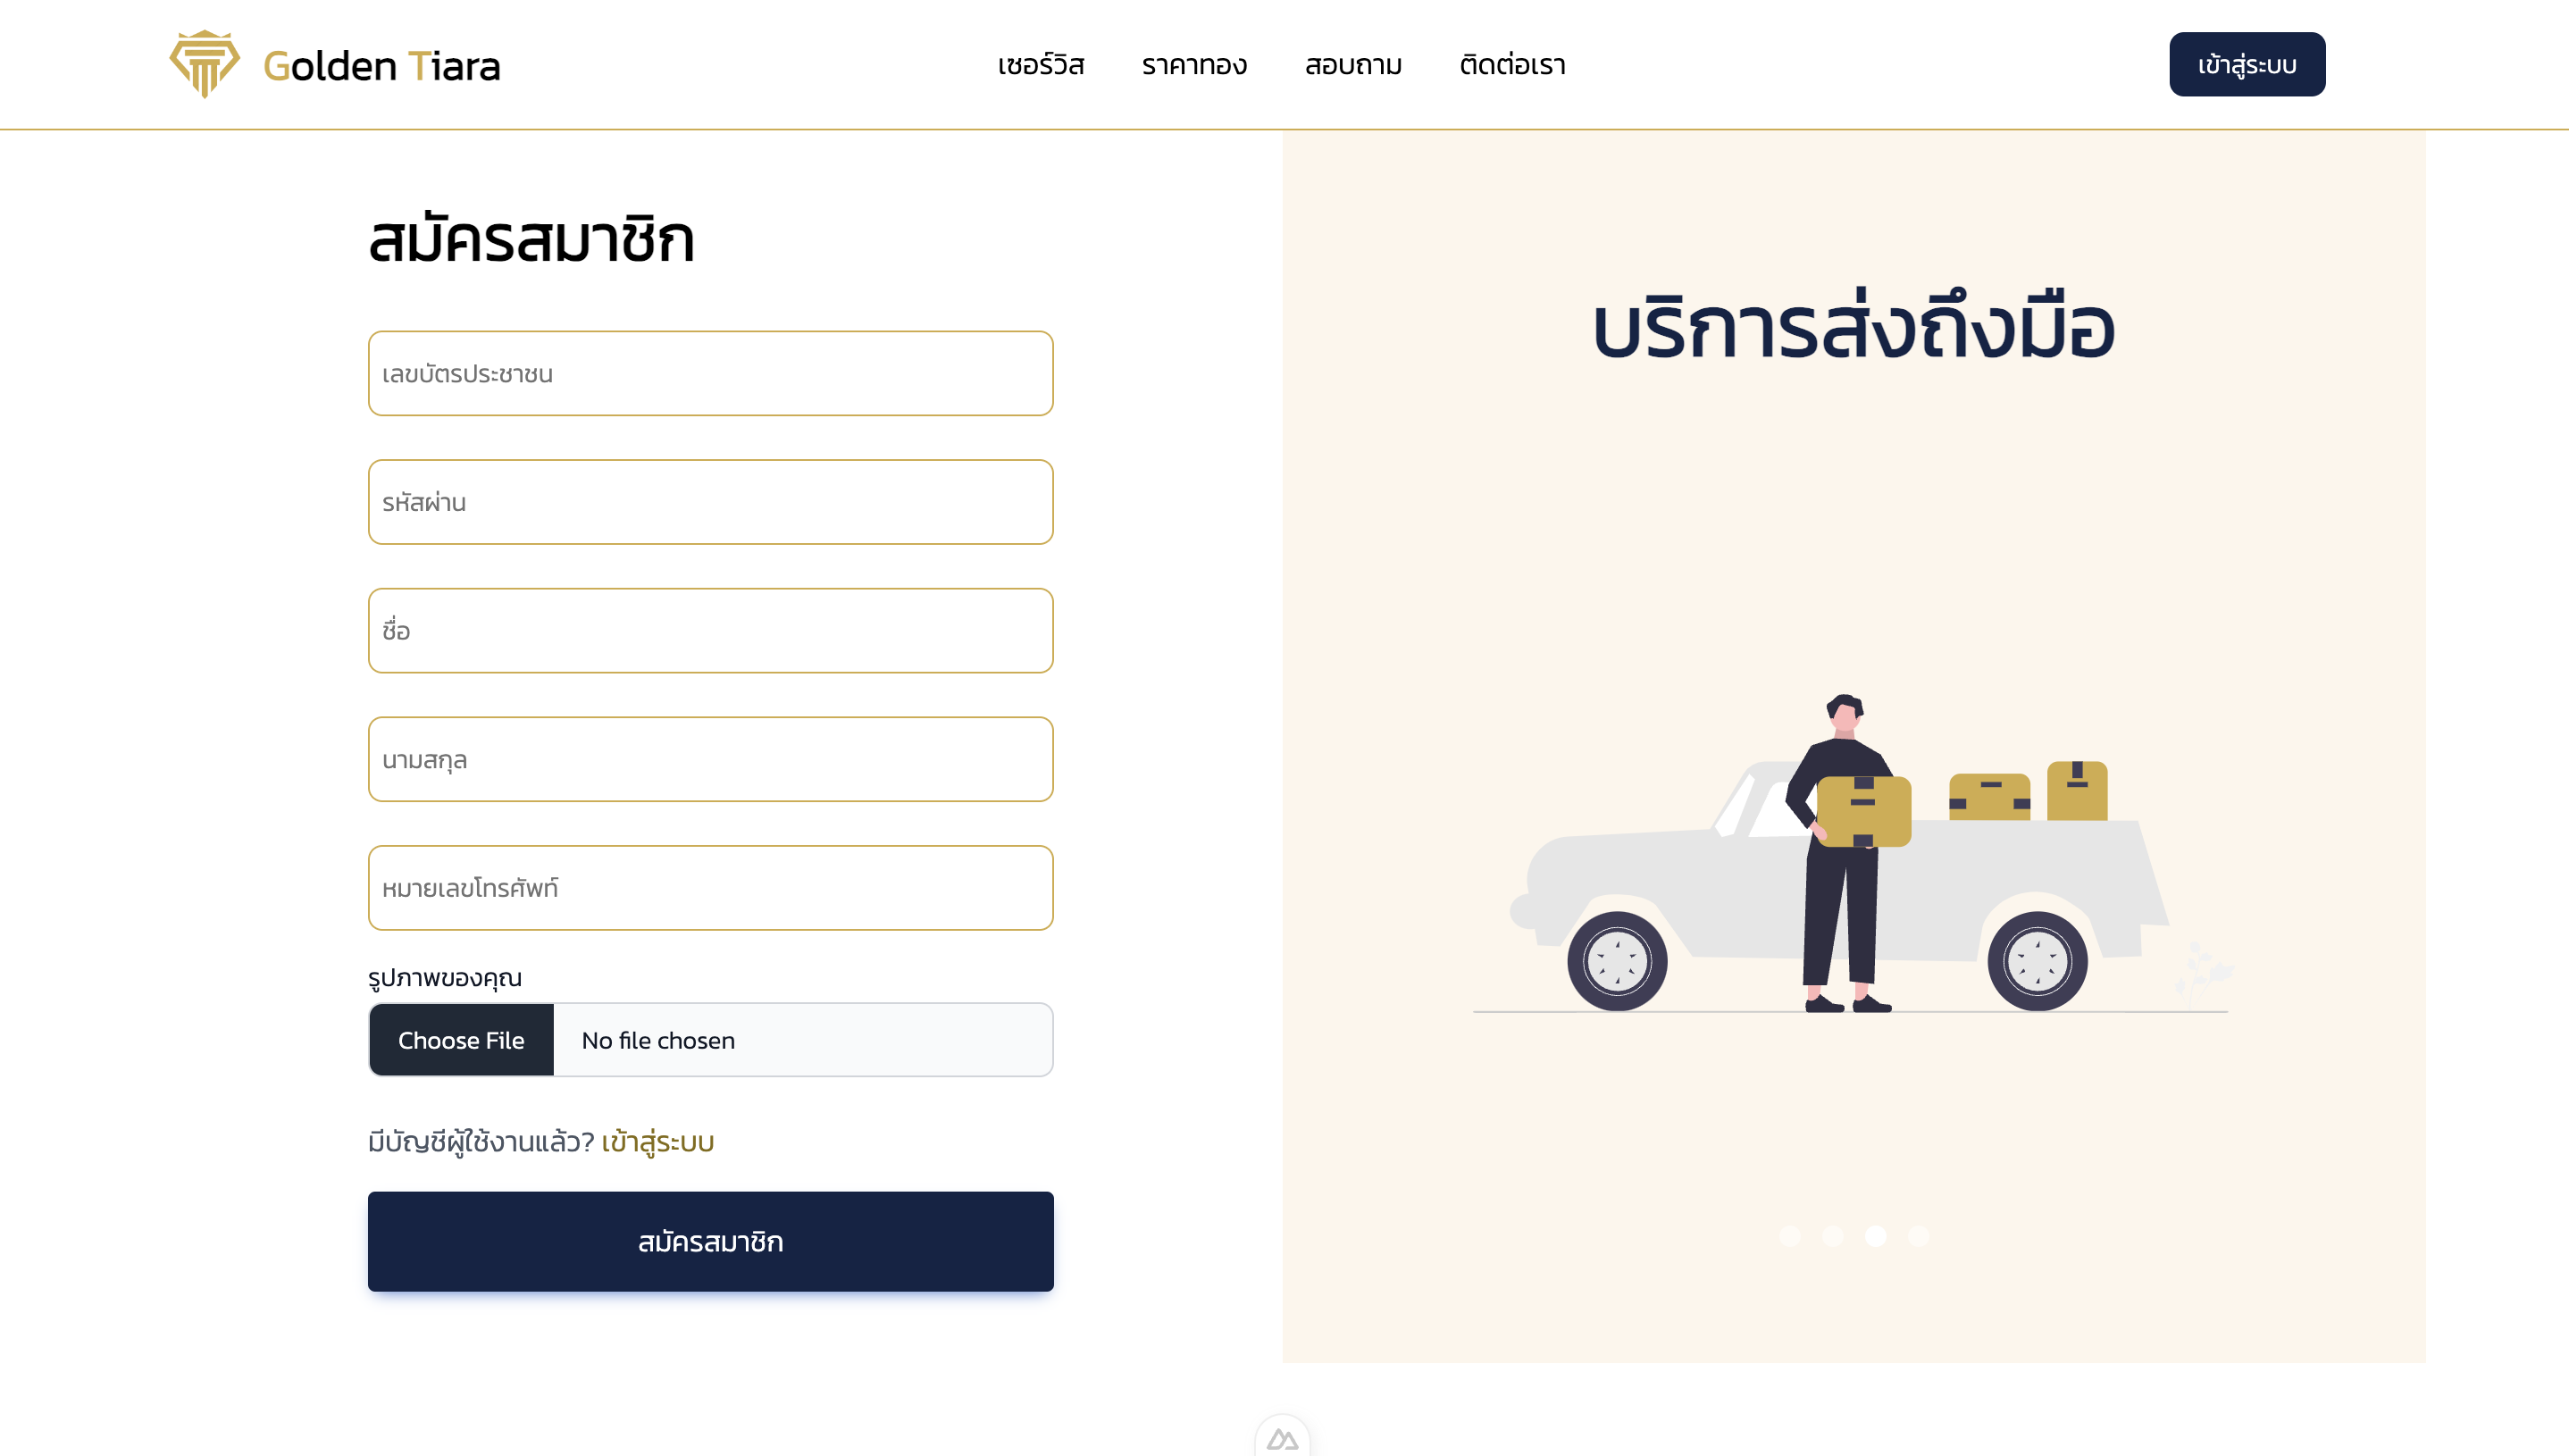 Golden Tiara
เซอร์วิส ราคาทอง สอบถาม ติดต่อเรา
เข้าสู่ระบบ
สมัครสมาชิก
เลขบัตรประชาชน
รหัสผ่าน
ชื่อ
นามสกุล
หมายเลขโทรศัพท์
รูปภาพของคุณ
Choose File No file chosen
มีบัญชีผู้ใช้งานแล้ว? เข้าสู่ระบบ
สมัครสมาชิก
บริการส่งถึงมือ